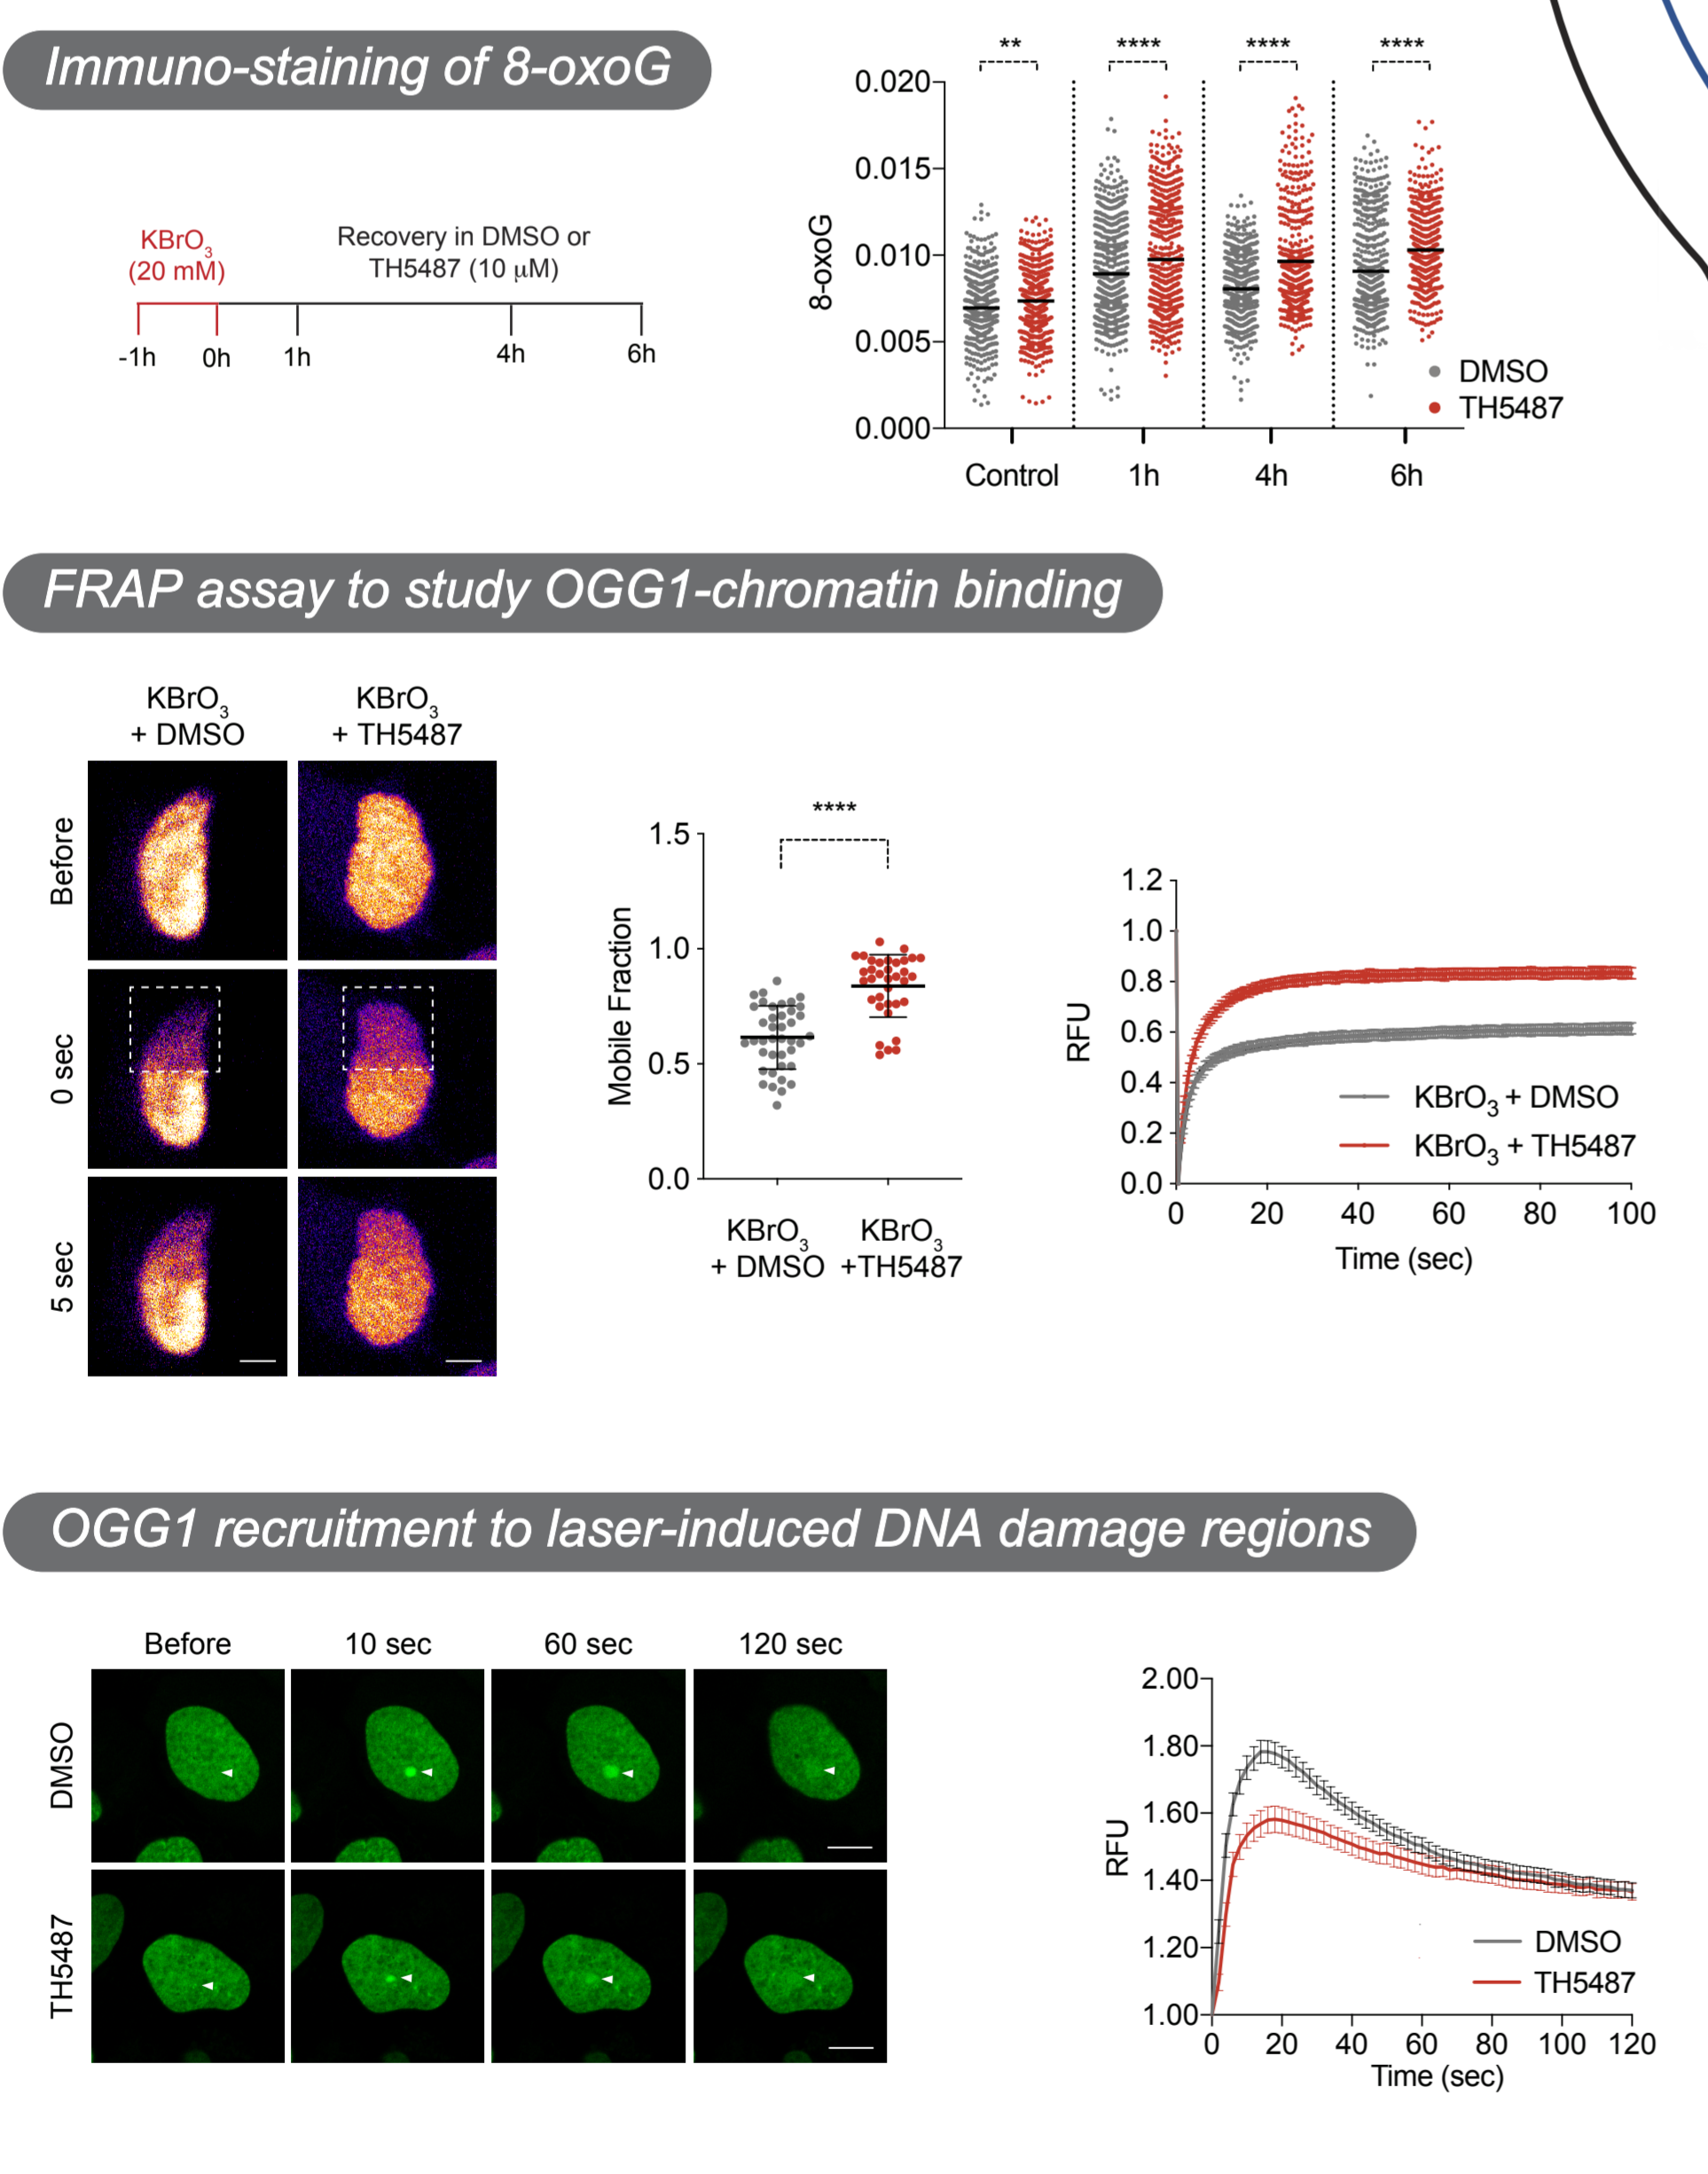 Immuno-staining of 8-oxoG
KBrO3
(20 mM)
Recovery in DMSO or
TH5487 (10 μM)
-1h 0h 1h 4h 6h
** **** **** ****
0.020
0.015
0.010
0.005
0.000
8-oxoG
DMSO
TH5487
Control 1h 4h 6h
FRAP assay to study OGG1-chromatin binding
KBrO3
+ DMSO
KBrO3
+ TH5487
Before
0 sec
5 sec
****
1.5
1.0
0.5
0.0
Mobile Fraction
KBrO3
+ DMSO
KBrO3
+TH5487
1.2
1.0
0.8
0.6
0.4
0.2
0.0
RFU
KBrO3 + DMSO
KBrO3 + TH5487
0 20 40 60 80 100
Time (sec)
OGG1 recruitment to laser-induced DNA damage regions
Before 10 sec 60 sec 120 sec
DMSO
TH5487
2.00
1.80
1.60
1.40
1.20
1.00
RFU
DMSO
TH5487
0 20 40 60 80 100 120
Time (sec)